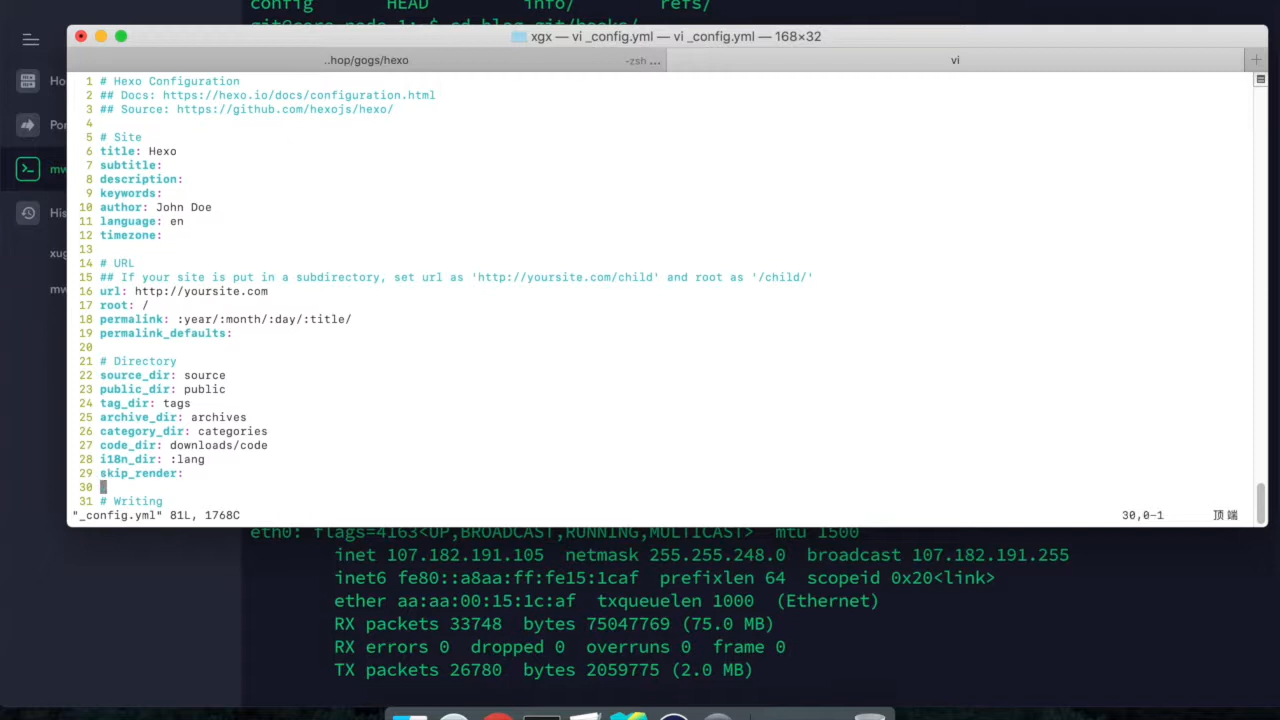 config HEAD info/ refs/
xgx — vi _config.yml — vi _config.yml — 168×32
..hop/gogs/hexo -zsh ... vi
Ho
Por
mw
His
xug
mw
1 # Hexo Configuration
2 ## Docs: https://hexo.io/docs/configuration.html
3 ## Source: https://github.com/hexojs/hexo/
4
5 # Site
6 title: Hexo
7 subtitle:
8 description:
9 keywords:
10 author: John Doe
11 language: en
12 timezone:
13
14 # URL
15 ## If your site is put in a subdirectory, set url as 'http://yoursite.com/child' and root as '/child/'
16 url: http://yoursite.com
17 root: /
18 permalink: :year/:month/:day/:title/
19 permalink_defaults:
20
21 # Directory
22 source_dir: source
23 public_dir: public
24 tag_dir: tags
25 archive_dir: archives
26 category_dir: categories
27 code_dir: downloads/code
28 i18n_dir: :lang
29 skip_render:
30
31 # Writing
"_config.yml" 81L, 1768C 30,0-1 顶端
eth0: flags=4163<UP,BROADCAST,RUNNING,MULTICAST> mtu 1500
inet 107.182.191.105 netmask 255.255.248.0 broadcast 107.182.191.255
inet6 fe80::a8aa:ff:fe15:1caf prefixlen 64 scopeid 0x20<link>
ether aa:aa:00:15:1c:af txqueuelen 1000 (Ethernet)
RX packets 33748 bytes 75047769 (75.0 MB)
RX errors 0 dropped 0 overruns 0 frame 0
TX packets 26780 bytes 2059775 (2.0 MB)